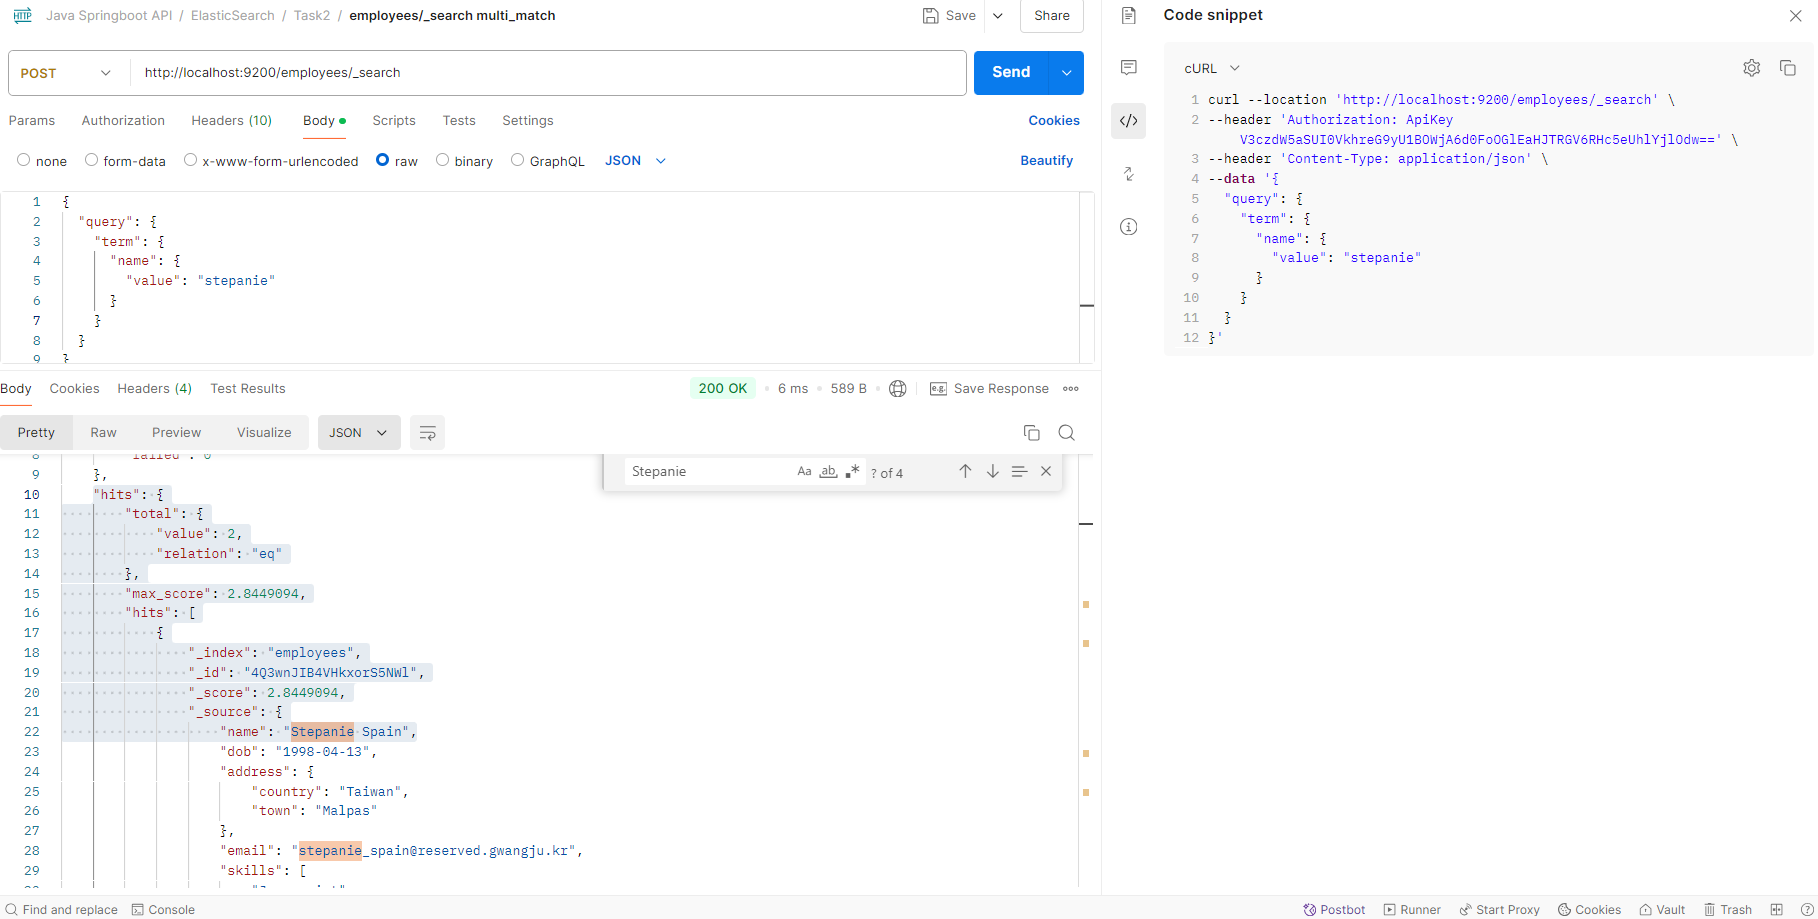 HTTP Java Springboot API / ElasticSearch / Task2 / employees/_search multi_match
Save
Share
POST
http://localhost:9200/employees/_search
Send
Params Authorization Headers (10) Body Scripts Tests Settings
Cookies
none form-data x-www-form-urlencoded raw binary GraphQL JSON
Beautify
1 {
2 "query": {
3 "term": {
4 "name": {
5 "value": "stepanie"
6 }
7 }
8 }
9 }
Body Cookies Headers (4) Test Results
200 OK • 6 ms • 589 B
e.g. Save Response
Pretty Raw Preview Visualize JSON
Stepanie
Aa ab ? of 4
8 "failed": 0
9 },
10 "hits": {
11 "total": {
12 "value": 2,
13 "relation": "eq"
14 },
15 "max_score": 2.8449094,
16 "hits": [
17 {
18 "_index": "employees",
19 "_id": "4Q3wnJIB4VHkxorS5NWl",
20 "_score": 2.8449094,
21 "_source": {
22 "name": "Stepanie Spain",
23 "dob": "1998-04-13",
24 "address": {
25 "country": "Taiwan",
26 "town": "Malpas"
27 },
28 "email": "stepanie_spain@reserved.gwangju.kr",
29 "skills": [
Code snippet
cURL
1 curl --location 'http://localhost:9200/employees/_search' \
2 --header 'Authorization: ApiKey
V3czdW5aSUI0VkhreG9yU1BOWjA6d0FoOGlEaHJTRGV6RHc5eUhlYjlOdw==' \
3 --header 'Content-Type: application/json' \
4 --data '{
5 "query": {
6 "term": {
7 "name": {
8 "value": "stepanie"
9 }
10 }
11 }
12 }'
Find and replace Console
Postbot Runner Start Proxy Cookies Vault Trash